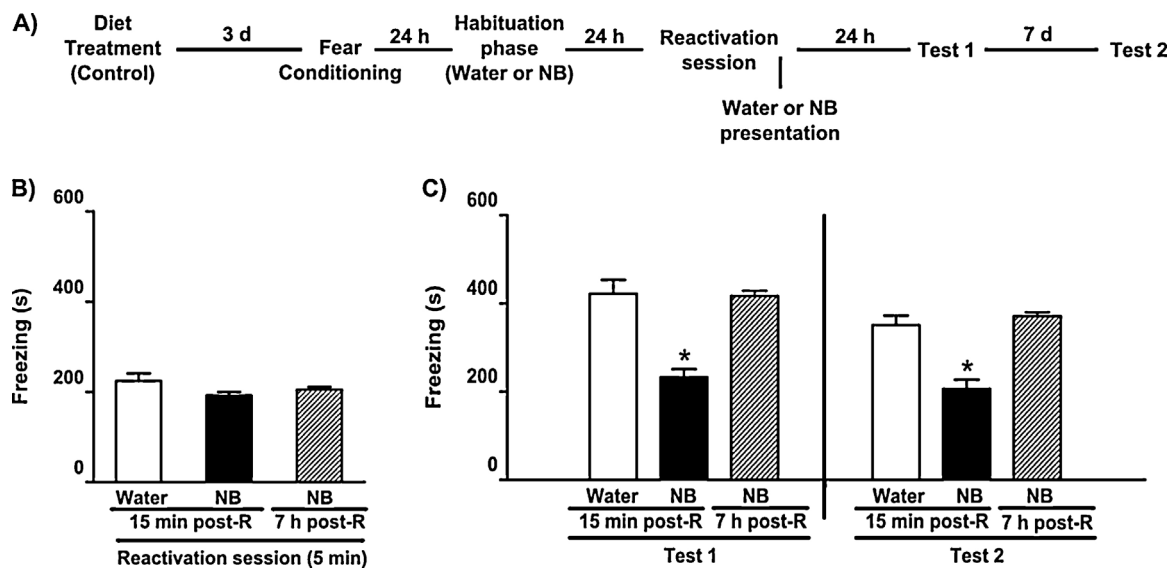 A)
Diet
Treatment
(Control)
3 d
Fear
Conditioning
24 h
Habituation
phase
(Water or NB)
24 h
Reactivation
session
Water or NB
presentation
24 h
Test 1
7 d
Test 2
B)
Freezing (s)
600
400
200
0
Water NB NB
15 min post-R 7 h post-R
Reactivation session (5 min)
C)
Freezing (s)
600
400
200
0
* *
Water NB NB Water NB NB
15 min post-R 7 h post-R 15 min post-R 7 h post-R
Test 1 Test 2